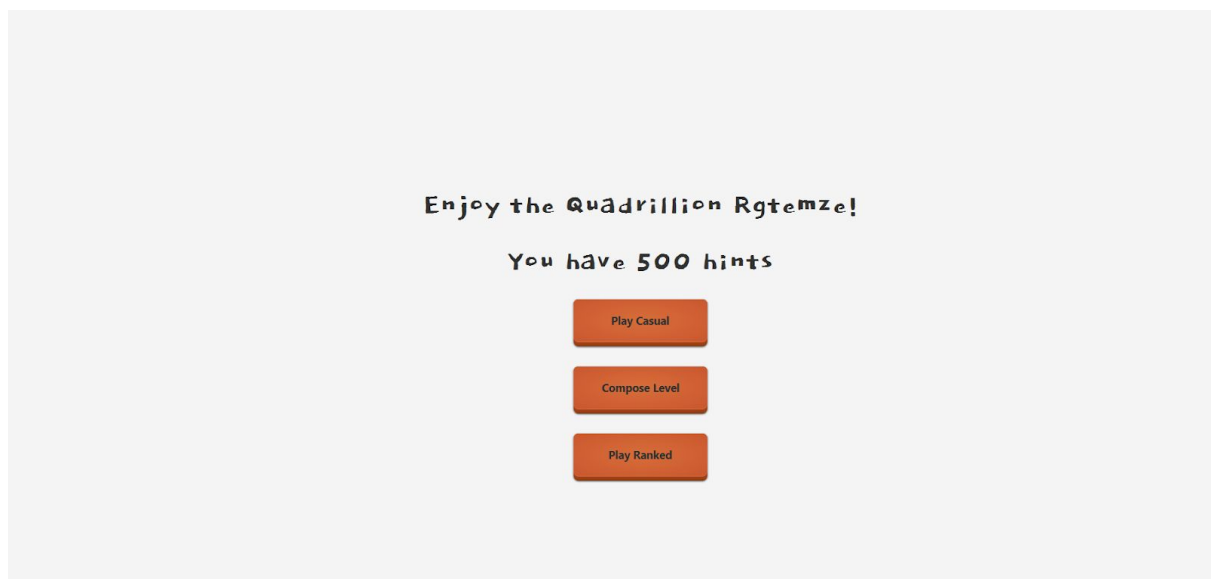 Enjoy the Quadrillion Rgtemze!
You have 500 hints
Play Casual
Compose Level
Play Ranked